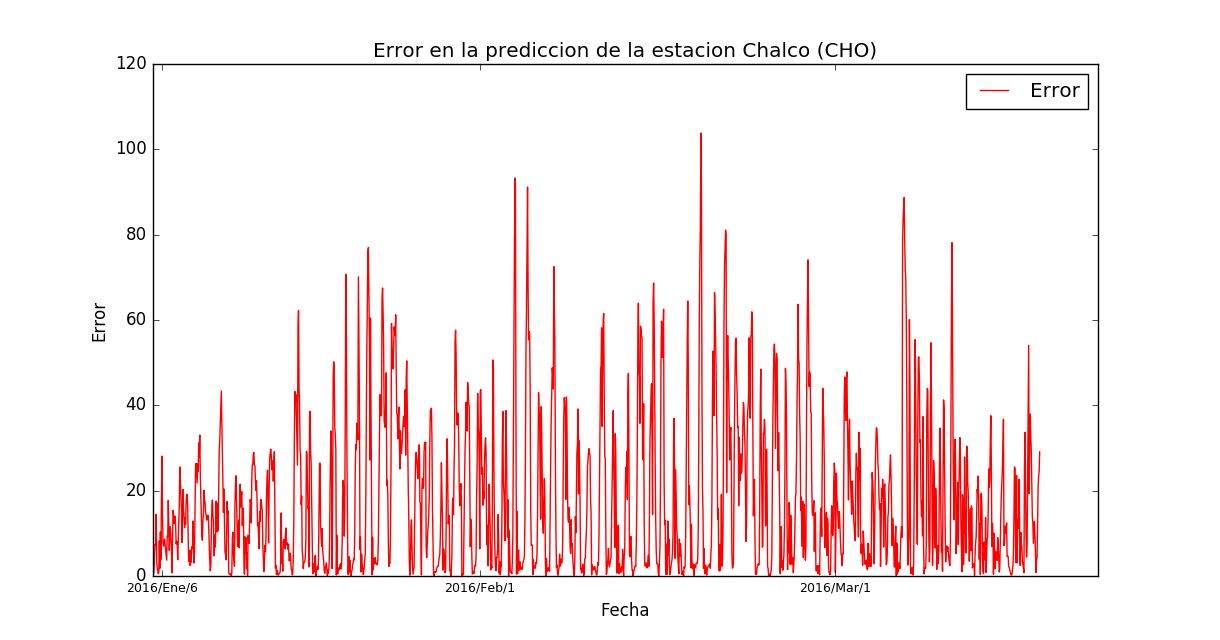 Error en la prediccion de la estacion Chalco (CHO)
120
100
80
60
40
20
0
Error
Error
2016/Ene/6
2016/Feb/1
2016/Mar/1
Fecha